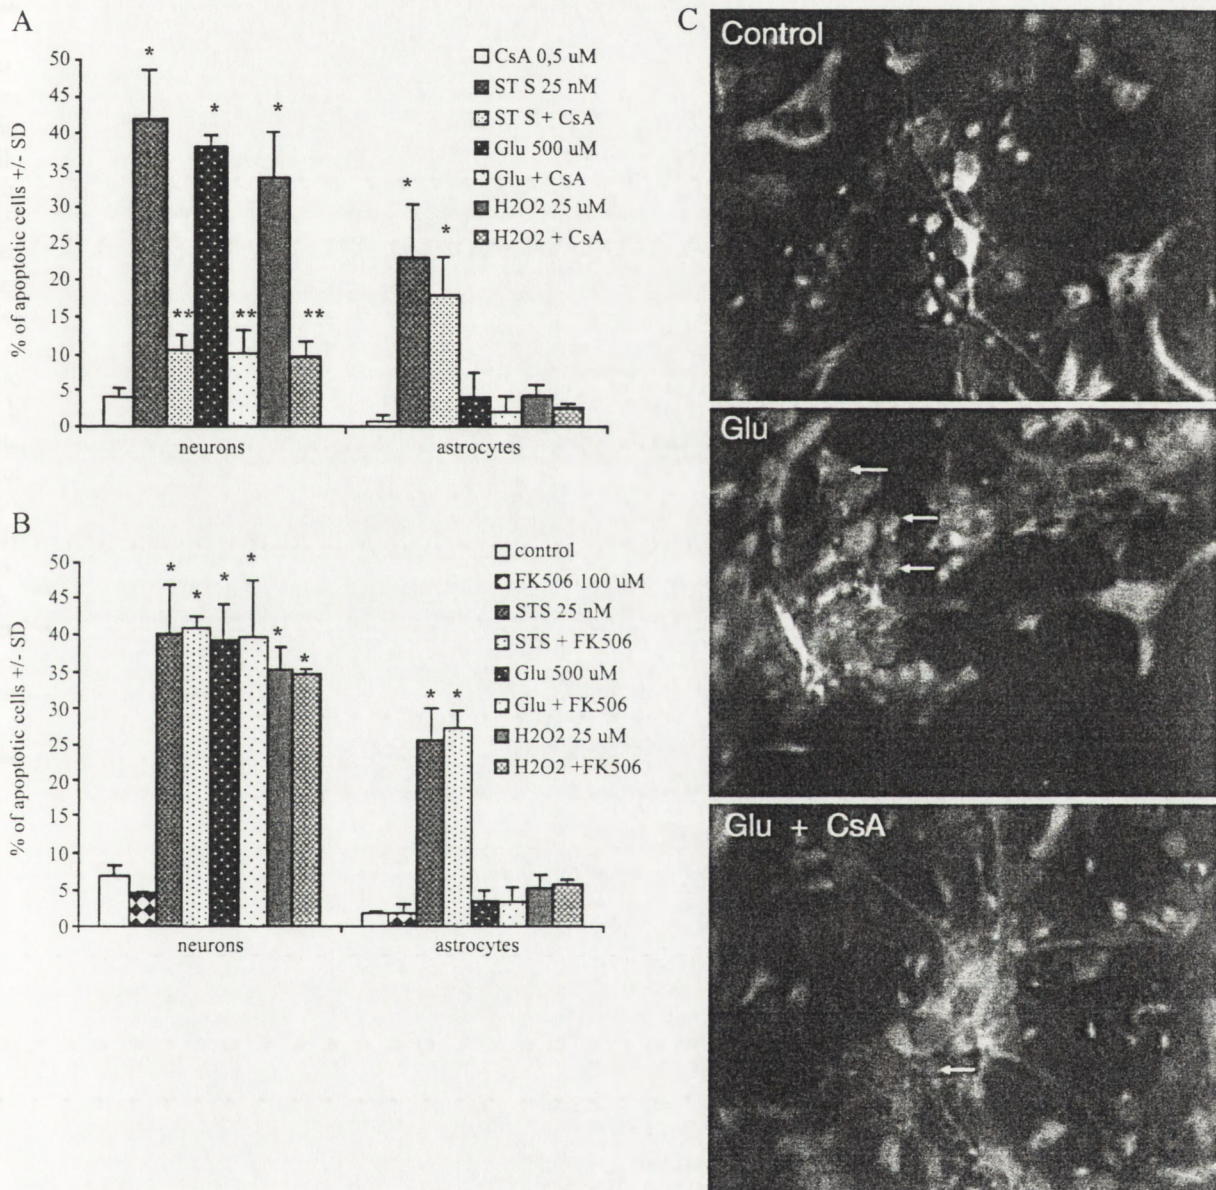 A
% of apoptotic cells +/- SD
50
45
40
35
30
25
20
15
10
5
0
* * * ** ** ** * *
neurons astrocytes
CsA 0,5 uM
ST S 25 nM
ST S + CsA
Glu 500 uM
Glu + CsA
H2O2 25 uM
H2O2 + CsA
B
% of apoptotic cells +/- SD
50
45
40
35
30
25
20
15
10
5
0
* * * * * * * *
neurons astrocytes
control
FK506 100 uM
STS 25 nM
STS + FK506
Glu 500 uM
Glu + FK506
H2O2 25 uM
H2O2 +FK506
C
Control
Glu
Glu + CsA